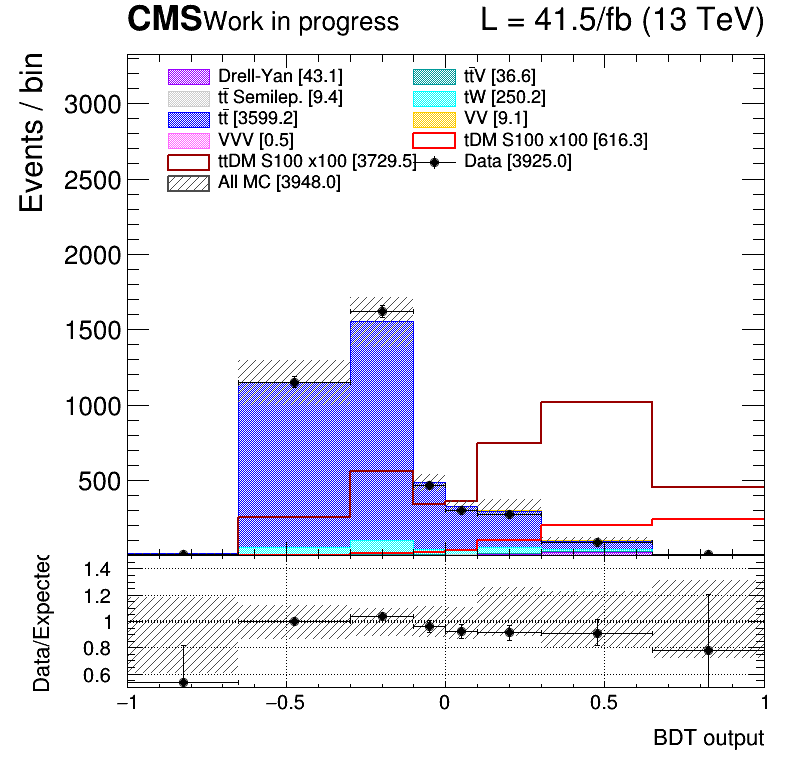 CMS Work in progress L = 41.5/fb (13 TeV)
Events / bin
3000
2500
2000
1500
1000
500
Drell-Yan [43.1]
tt̄V [36.6]
tt̄ Semilep. [9.4]
tW [250.2]
tt̄ [3599.2]
VV [9.1]
VVV [0.5]
tDM S100 x100 [616.3]
ttDM S100 x100 [3729.5]
Data [3925.0]
All MC [3948.0]
Data/Expected
1.4
1.2
1
0.8
0.6
−1 −0.5 0 0.5 1
BDT output